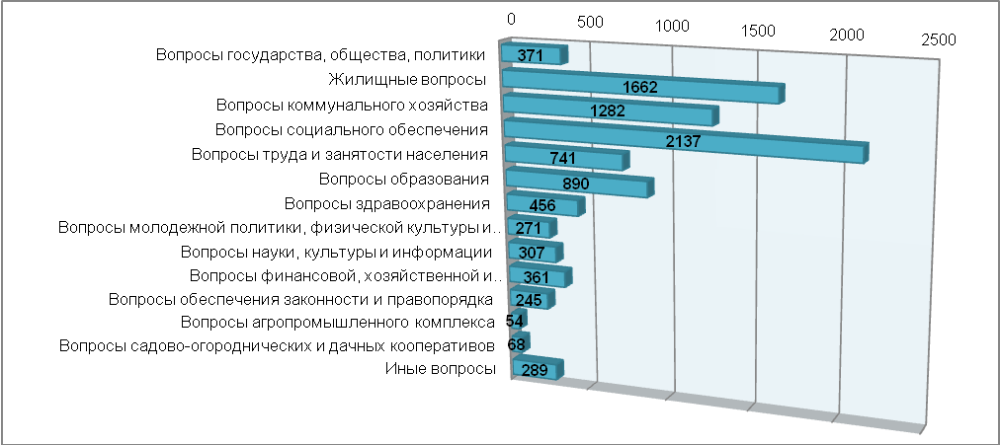 0 500 1000 1500 2000 2500
Вопросы государства, общества, политики 371
Жилищные вопросы 1662
Вопросы коммунального хозяйства 1282
Вопросы социального обеспечения 2137
Вопросы труда и занятости населения 741
Вопросы образования 890
Вопросы здравоохранения 456
Вопросы молодежной политики, физической культуры и.. 271
Вопросы науки, культуры и информации 307
Вопросы финансовой, хозяйственной и.. 361
Вопросы обеспечения законности и правопорядка 245
Вопросы агропромышленного комплекса 54
Вопросы садово-огороднических и дачных кооперативов 68
Иные вопросы 289